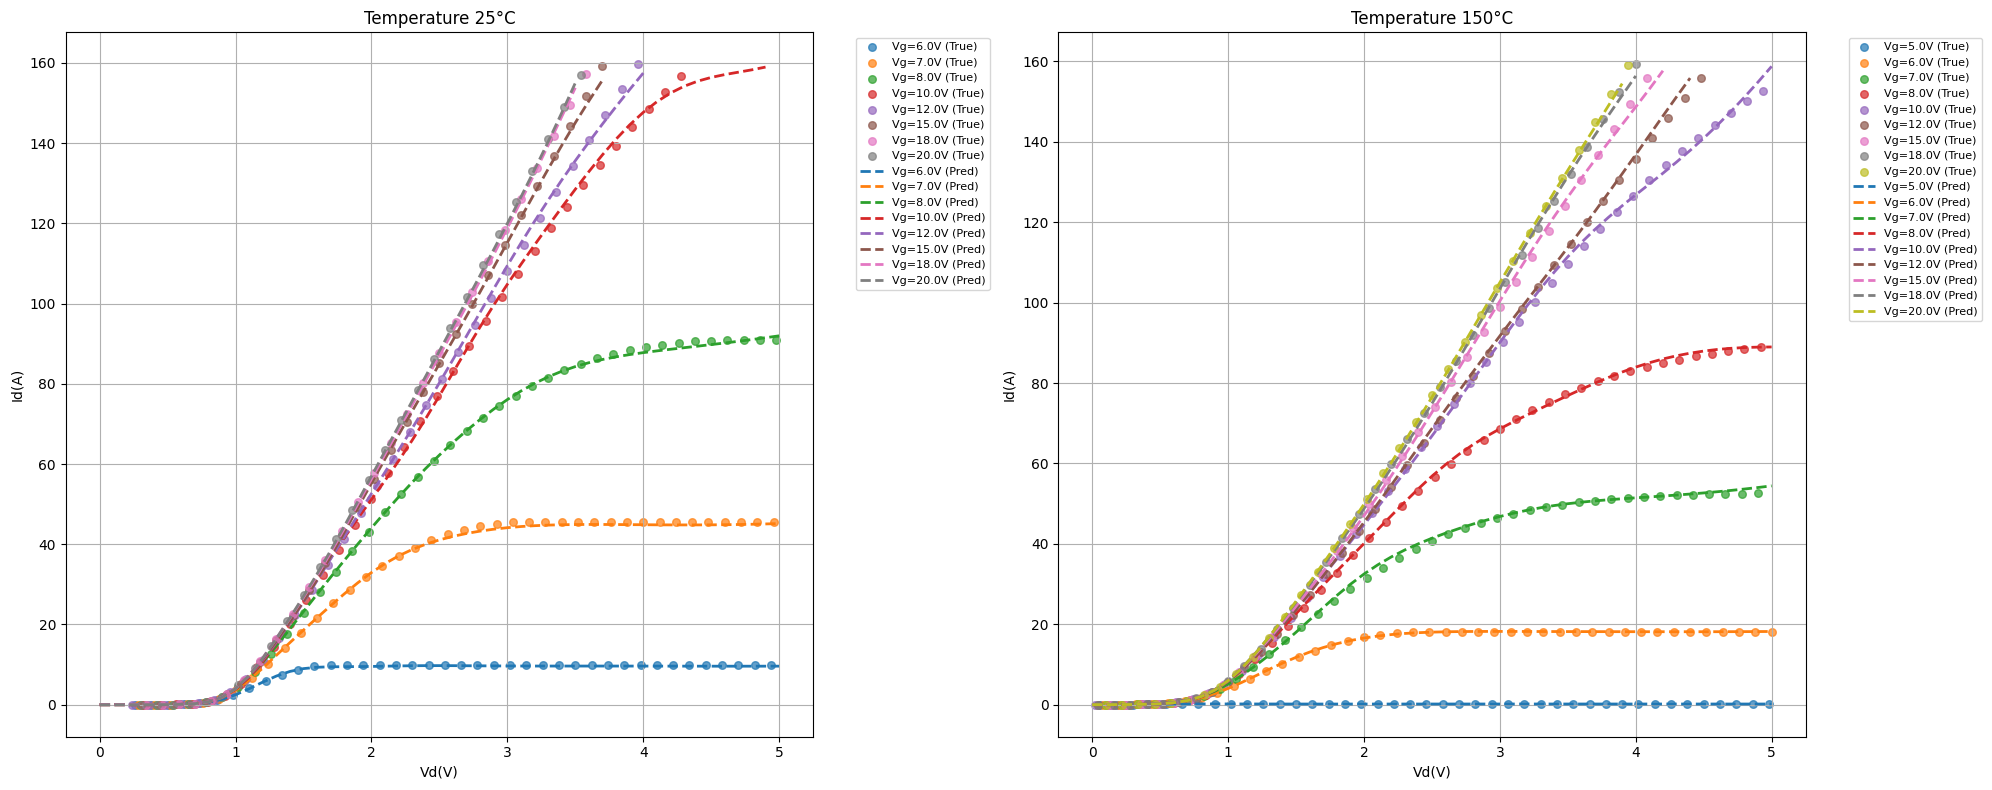 Temperature 25°C
Id(A)
160
140
120
100
80
60
40
20
0
0 1 2 3 4 5
Vd(V)
Vg=6.0V (True)
Vg=7.0V (True)
Vg=8.0V (True)
Vg=10.0V (True)
Vg=12.0V (True)
Vg=15.0V (True)
Vg=18.0V (True)
Vg=20.0V (True)
Vg=6.0V (Pred)
Vg=7.0V (Pred)
Vg=8.0V (Pred)
Vg=10.0V (Pred)
Vg=12.0V (Pred)
Vg=15.0V (Pred)
Vg=18.0V (Pred)
Vg=20.0V (Pred)
Temperature 150°C
Id(A)
160
140
120
100
80
60
40
20
0
0 1 2 3 4 5
Vd(V)
Vg=5.0V (True)
Vg=6.0V (True)
Vg=7.0V (True)
Vg=8.0V (True)
Vg=10.0V (True)
Vg=12.0V (True)
Vg=15.0V (True)
Vg=18.0V (True)
Vg=20.0V (True)
Vg=5.0V (Pred)
Vg=6.0V (Pred)
Vg=7.0V (Pred)
Vg=8.0V (Pred)
Vg=10.0V (Pred)
Vg=12.0V (Pred)
Vg=15.0V (Pred)
Vg=18.0V (Pred)
Vg=20.0V (Pred)